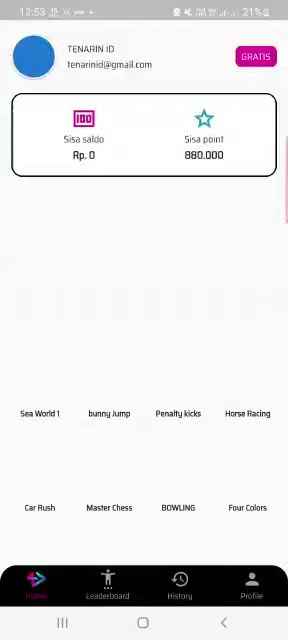 12.53
21%
TENARIN ID
tenarinid@gmail.com
GRATIS
100
Sisa saldo
Sisa point
Rp. 0
880.000
Sea World 1
bunny Jump
Penalty kicks
Horse Racing
Car Rush
Master Chess
BOWLING
Four Colors
Home
Leaderboard
History
Profile